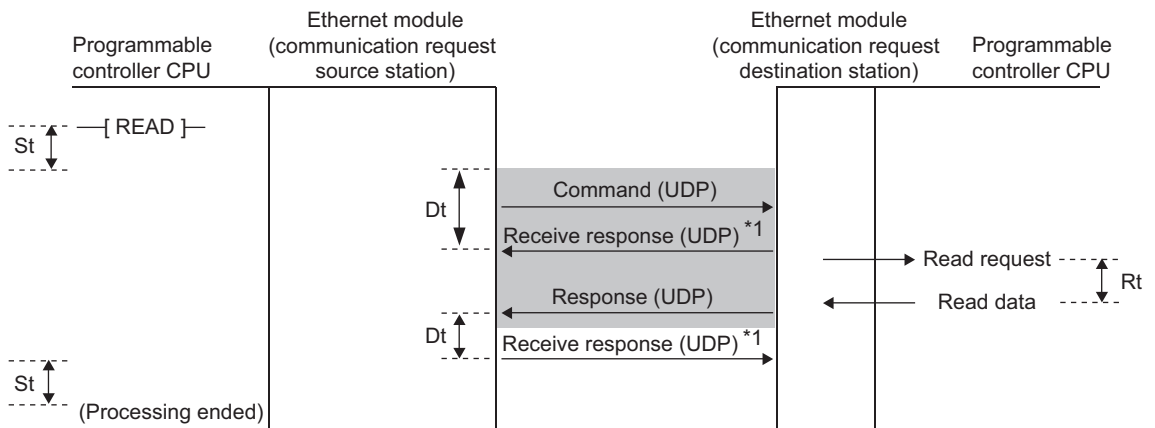 Programmable
controller CPU
Ethernet module
(communication request
source station)
Ethernet module
(communication request
destination station)
Programmable
controller CPU
St
[ READ ]
Dt
Command (UDP)
Receive response (UDP) *1
Read request
Rt
Response (UDP)
Read data
Dt
Receive response (UDP) *1
St
(Processing ended)